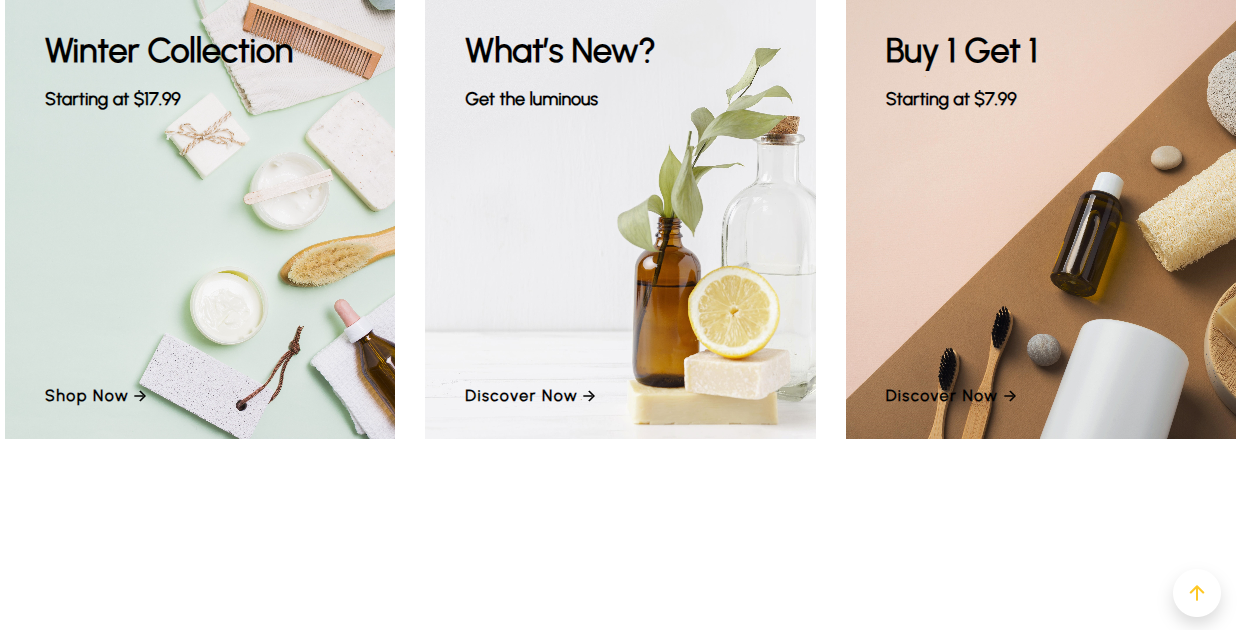 Winter Collection
Starting at $17.99
Shop Now →
What's New?
Get the luminous
Discover Now →
Buy 1 Get 1
Starting at $7.99
Discover Now →